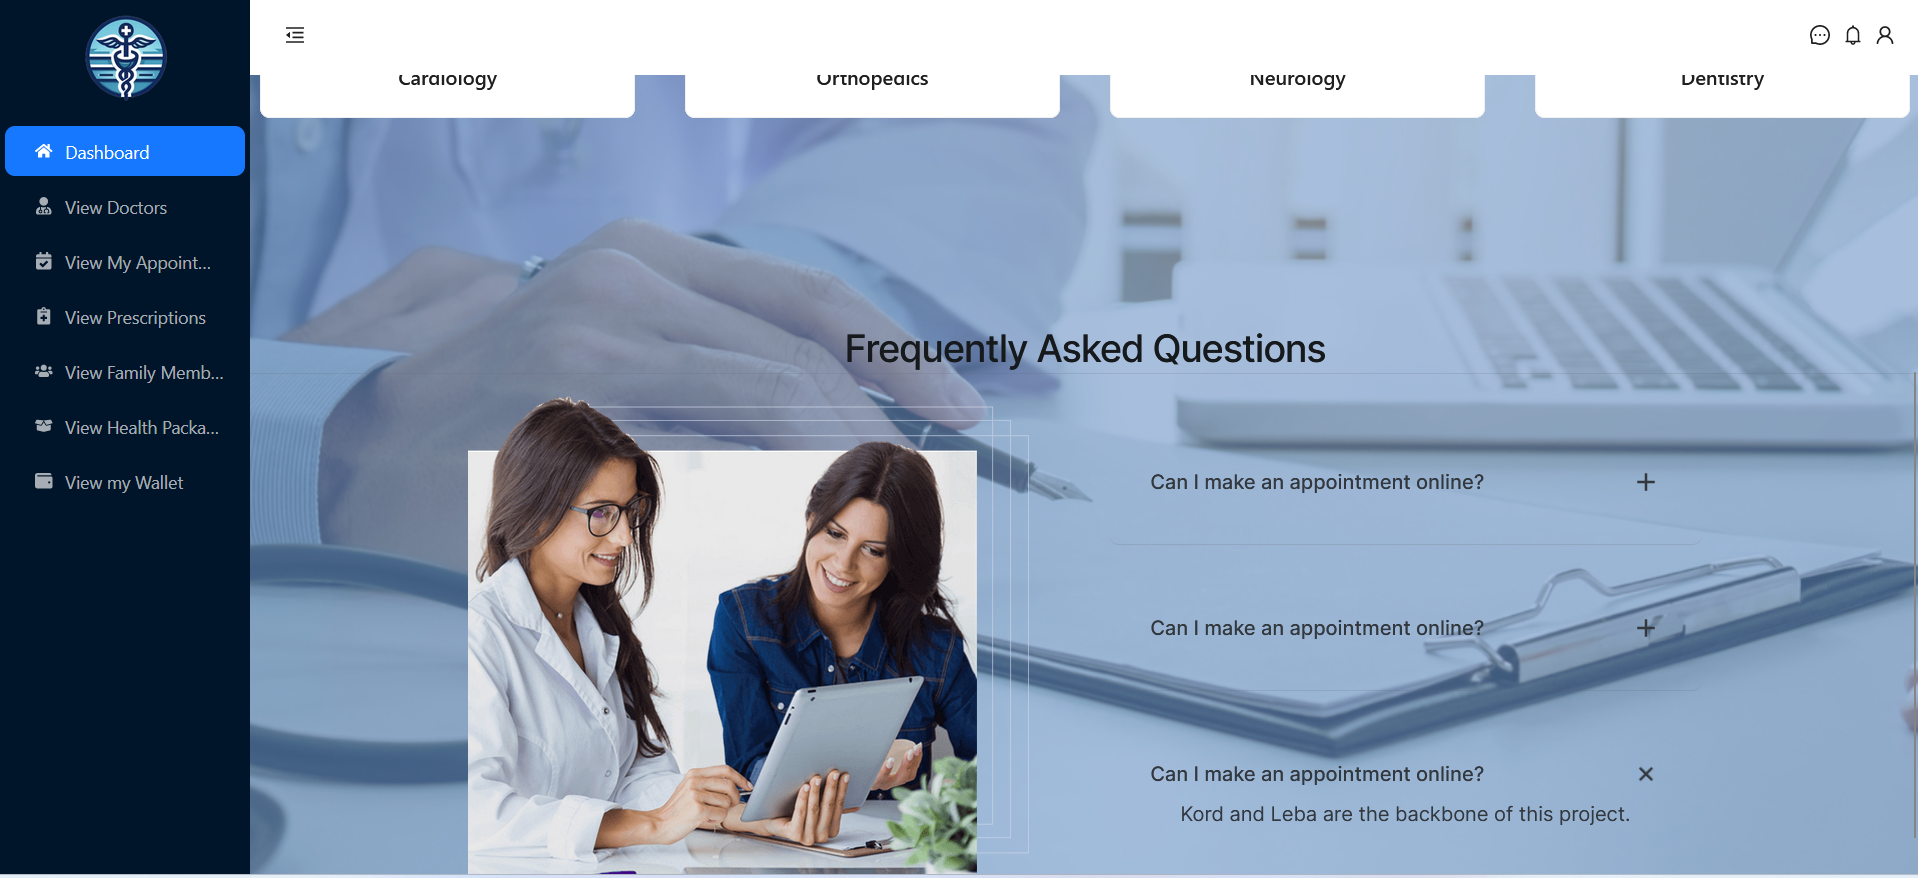 Cardiology
Orthopedics
Neurology
Dentistry
Dashboard
View Doctors
View My Appoint...
View Prescriptions
View Family Memb...
View Health Packa...
View my Wallet
Frequently Asked Questions
Can I make an appointment online?
Can I make an appointment online?
Can I make an appointment online?
Kord and Leba are the backbone of this project.